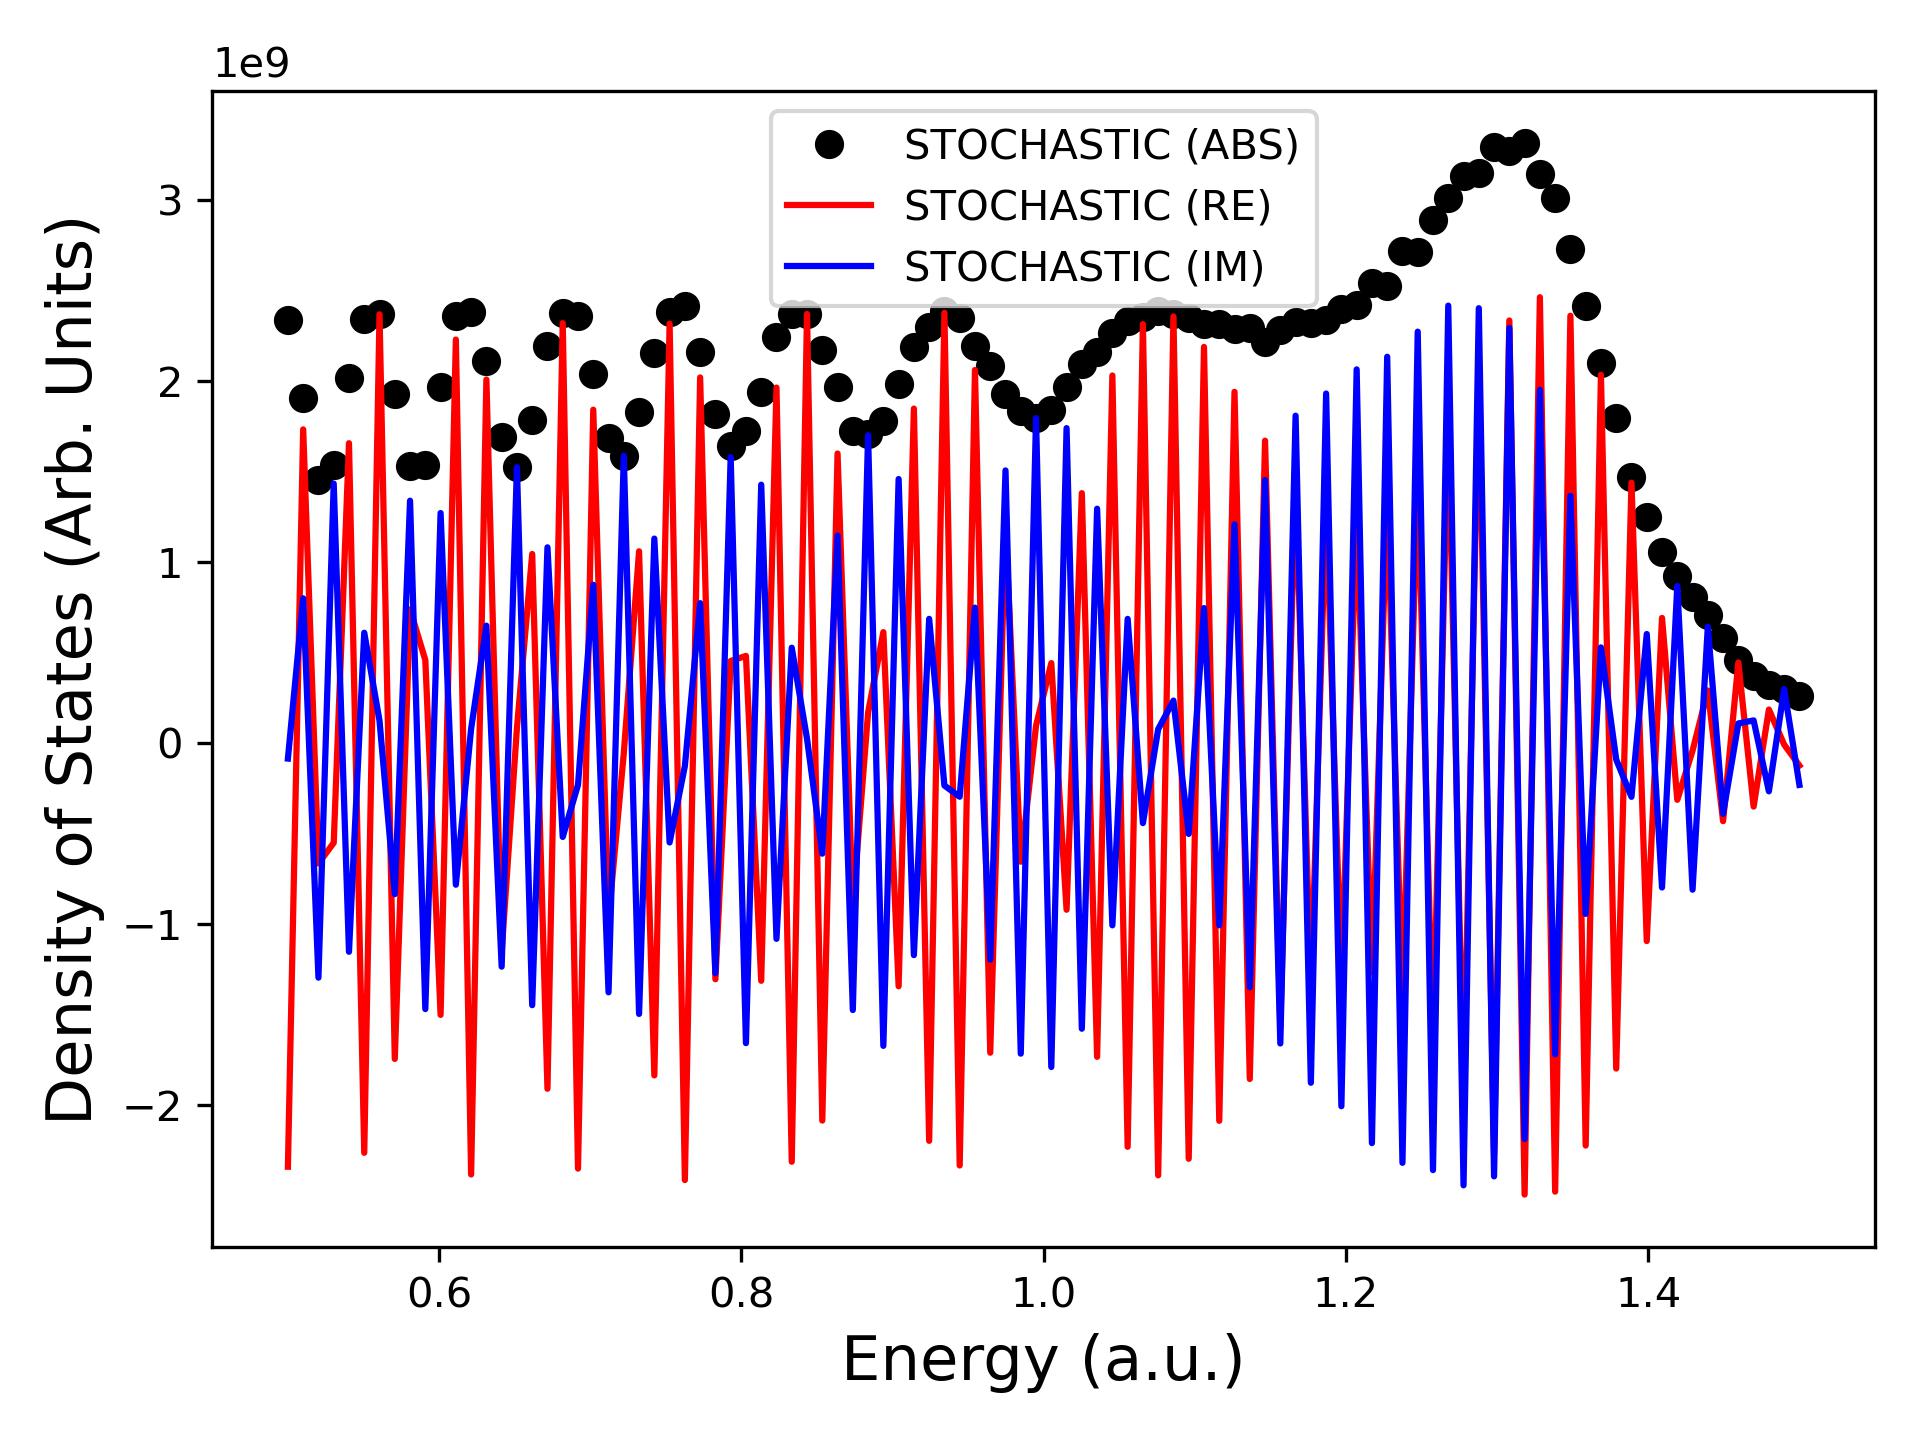 1e9
STOCHASTIC (ABS)
STOCHASTIC (RE)
STOCHASTIC (IM)
3
2
1
0
−1
−2
Density of States (Arb. Units)
0.6 0.8 1.0 1.2 1.4
Energy (a.u.)